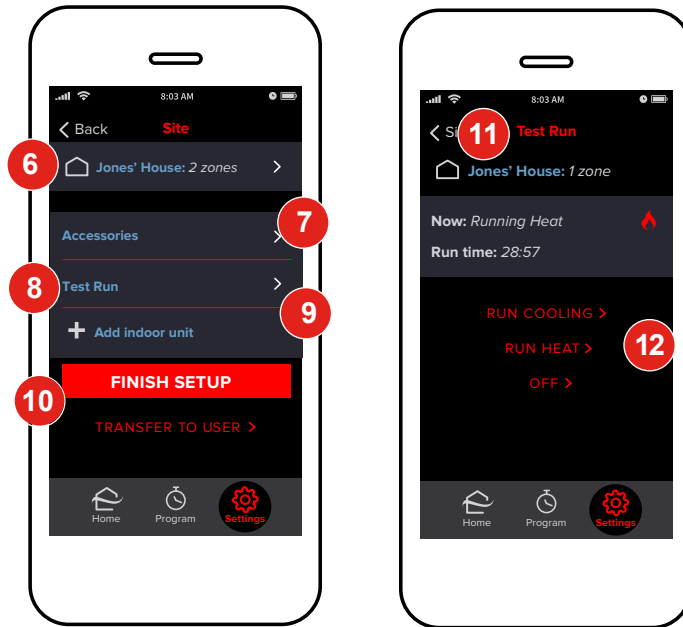 8:03 AM
Back Site
6
Jones' House: 2 zones
7
Accessories
8
Test Run
9
Add indoor unit
FINISH SETUP
10
TRANSFER TO USER >
Home Program Settings
8:03 AM
Si 11 Test Run
Jones' House: 1 zone
Now: Running Heat
Run time: 28:57
RUN COOLING >
RUN HEAT >
12
OFF >
Home Program Settings